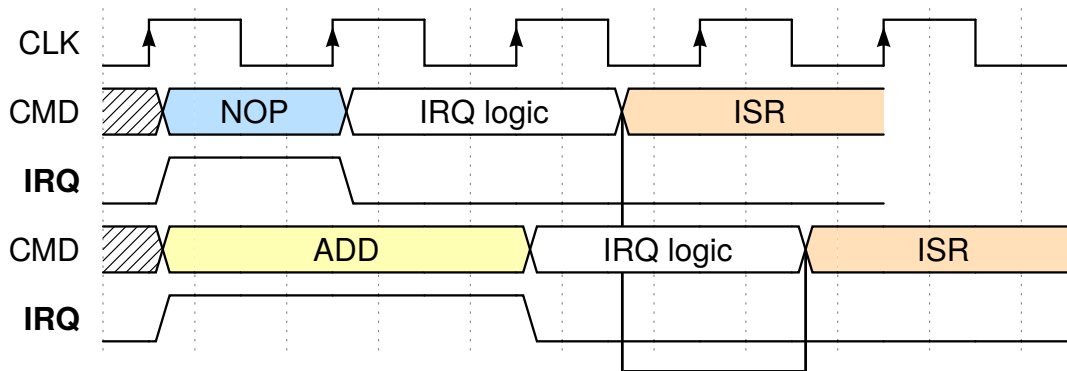 CLK
CMD NOP IRQ logic ISR
IRQ
CMD ADD IRQ logic ISR
IRQ